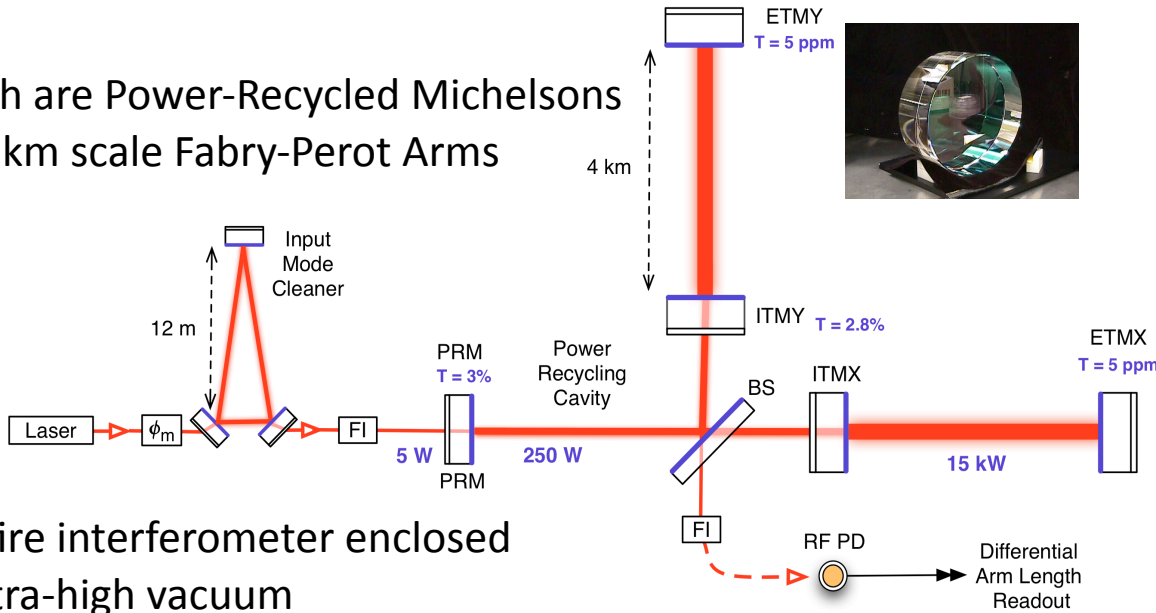 h are Power-Recycled Michelsons
km scale Fabry-Perot Arms
ETMY
T = 5 ppm
4 km
Input
Mode
Cleaner
12 m
ITMY
T = 2.8%
PRM
T = 3%
Power
Recycling
Cavity
BS
ITMX
ETMX
T = 5 ppm
Laser
ϕm
FI
5 W
250 W
15 kW
PRM
FI
RF PD
Differential
Arm Length
Readout
ire interferometer enclosed
tra-high vacuum